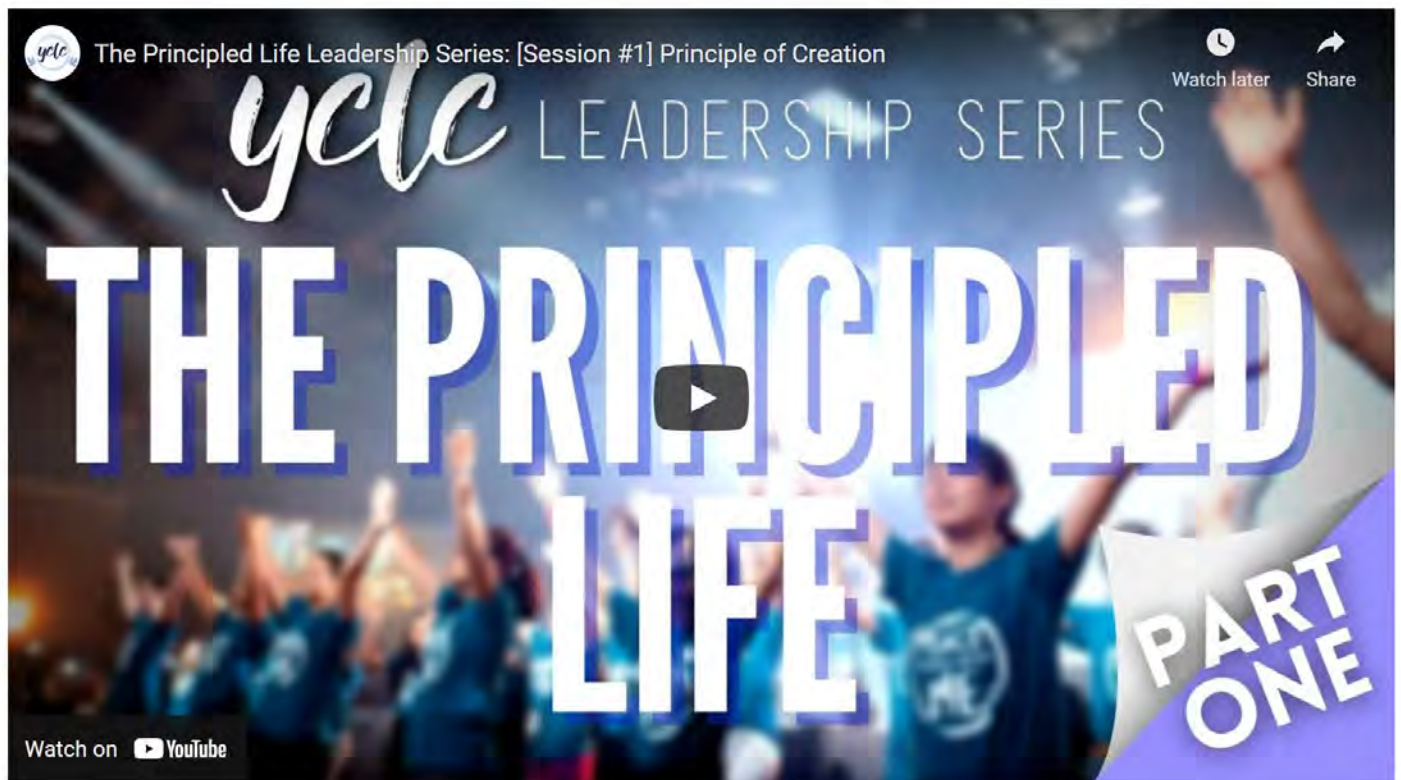 yclc
The Principled Life Leadership Series: [Session #1] Principle of Creation
Watch later
Share
yclc LEADERSHIP SERIES
THE PRINCIPLED
LIFE
PART
ONE
Watch on YouTube